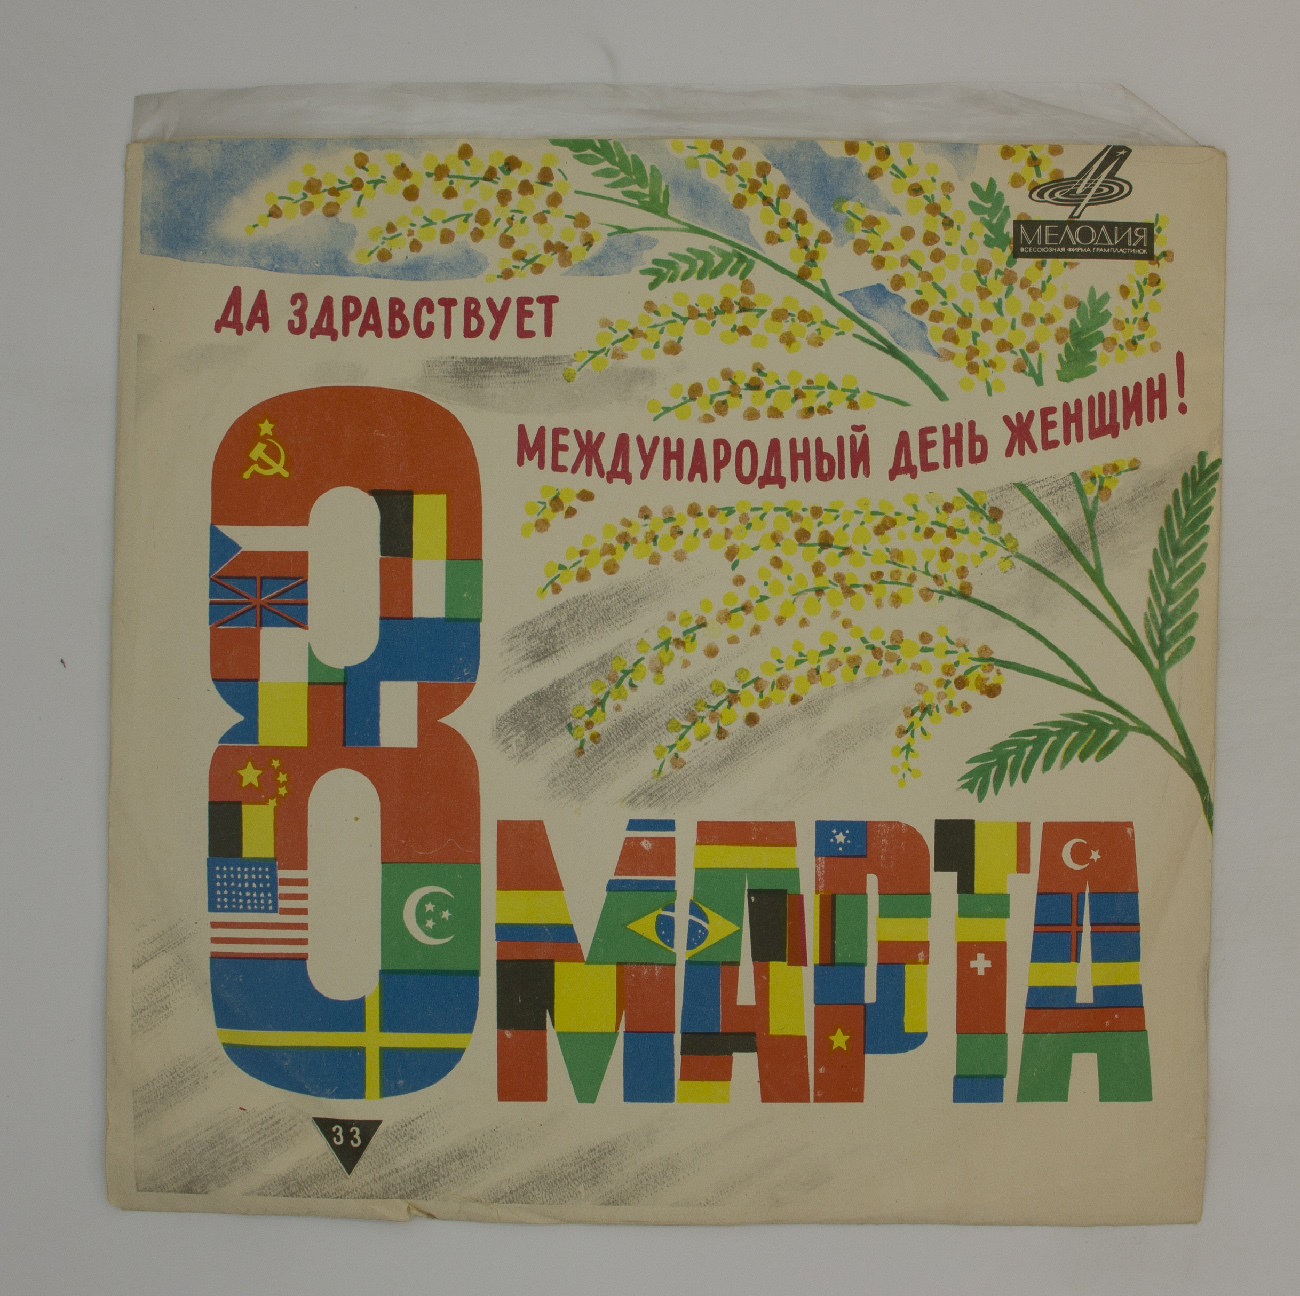 МЕЛОДИЯ
ВСЕСОЮЗНАЯ ФИРМА ГРАМПЛАСТИНОК
ДА ЗДРАВСТВУЕТ
МЕЖДУНАРОДНЫЙ ДЕНЬ ЖЕНЩИН!
8 МАРТА
33